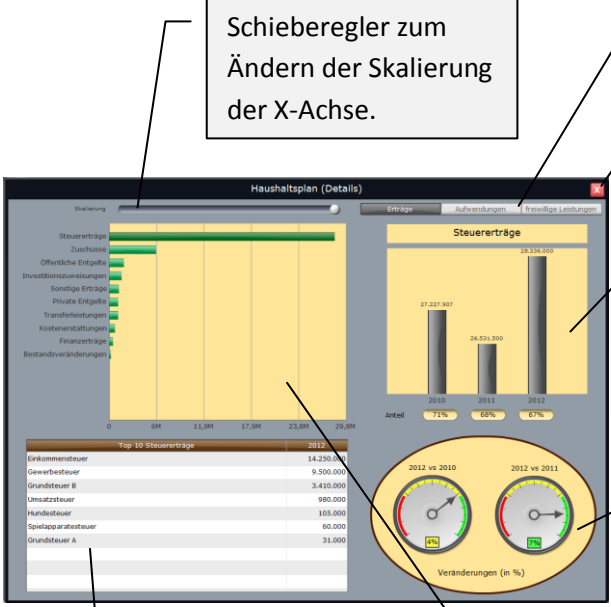 Schieberegler zum
Ändern der Skalierung
der X-Achse.
Haushaltsplan (Details)
X
Skalierung
Erträge Aufwendungen freiwillige Leistungen
Steuererträge
Zuschüsse
Öffentliche Entgelte
Investitionszuweisungen
Sonstige Erträge
Private Entgelte
Transferleistungen
Kostenerstattungen
Finanzerträge
Bestandsveränderungen
0 6M 11,9M 17,9M 23,8M 29,8M
Steuererträge
27.227.907
26.531.500
28.336.000
2010 2011 2012
Anteil 71% 68% 67%
Top 10 Steuererträge 2012
Einkommensteuer 14.250.000
Gewerbesteuer 9.500.000
Grundsteuer B 3.410.000
Umsatzsteuer 980.000
Hundesteuer 105.000
Spielapparatesteuer 60.000
Grundsteuer A 31.000
2012 vs 2010 2012 vs 2011
4% 7%
Veränderungen (in %)